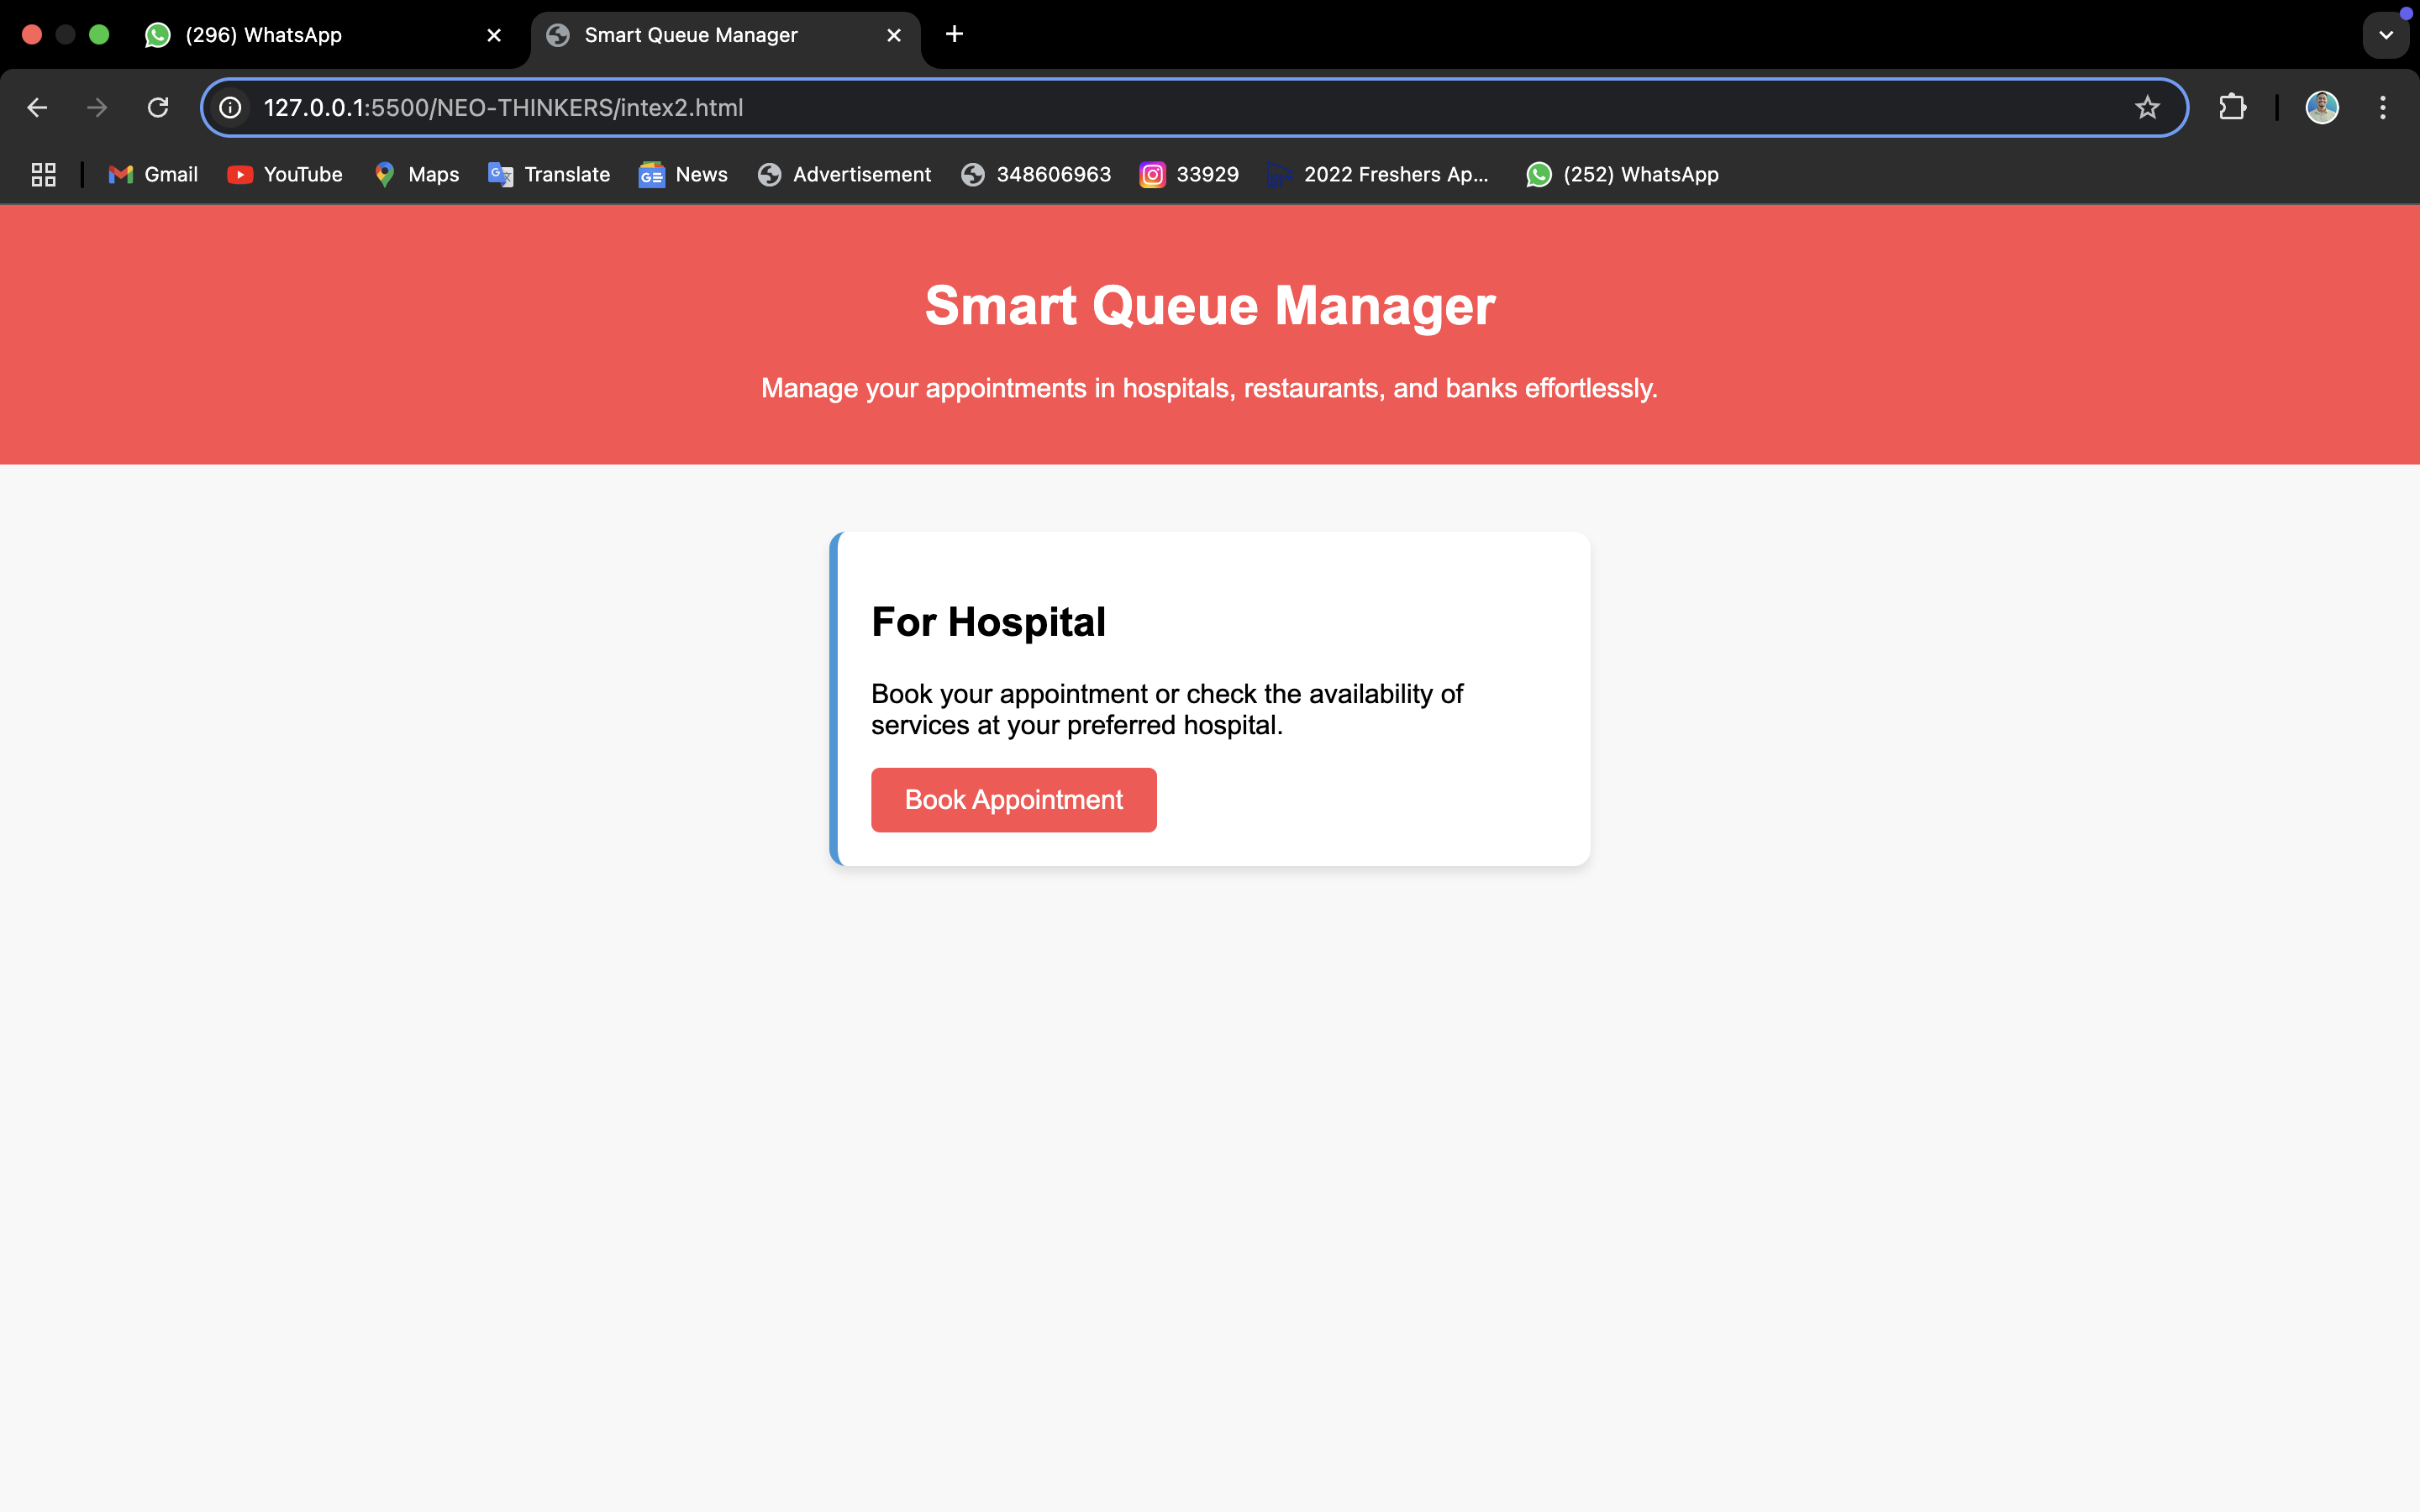 (296) WhatsApp
Smart Queue Manager
127.0.0.1:5500/NEO-THINKERS/intex2.html
Gmail
YouTube
Maps
Translate
News
Advertisement
348606963
33929
2022 Freshers Ap...
(252) WhatsApp
Smart Queue Manager
Manage your appointments in hospitals, restaurants, and banks effortlessly.
For Hospital
Book your appointment or check the availability of
services at your preferred hospital.
Book Appointment